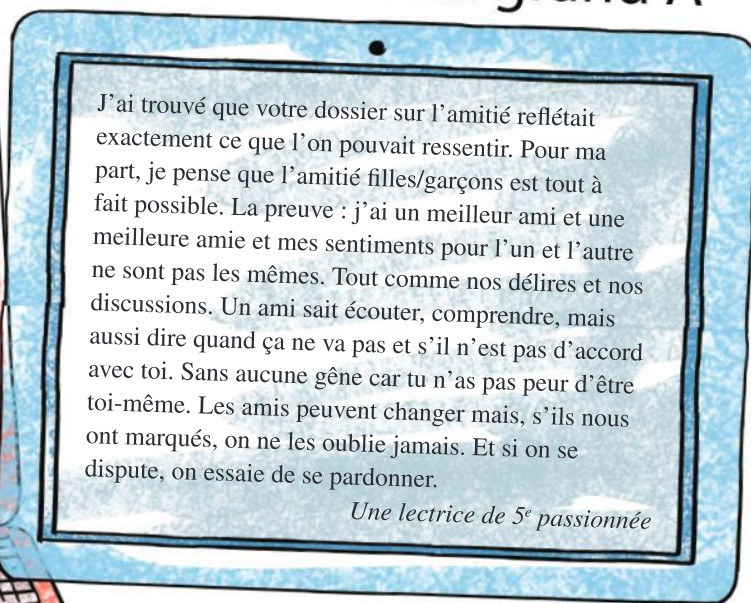 J'ai trouvé que votre dossier sur l'amitié reflétait
exactement ce que l'on pouvait ressentir. Pour ma
part, je pense que l'amitié filles/garçons est tout à
fait possible. La preuve : j'ai un meilleur ami et une
meilleure amie et mes sentiments pour l'un et l'autre
ne sont pas les mêmes. Tout comme nos délires et nos
discussions. Un ami sait écouter, comprendre, mais
aussi dire quand ça ne va pas et s'il n'est pas d'accord
avec toi. Sans aucune gêne car tu n'as pas peur d'être
toi-même. Les amis peuvent changer mais, s'ils nous
ont marqués, on ne les oublie jamais. Et si on se
dispute, on essaie de se pardonner.
Une lectrice de 5e passionnée